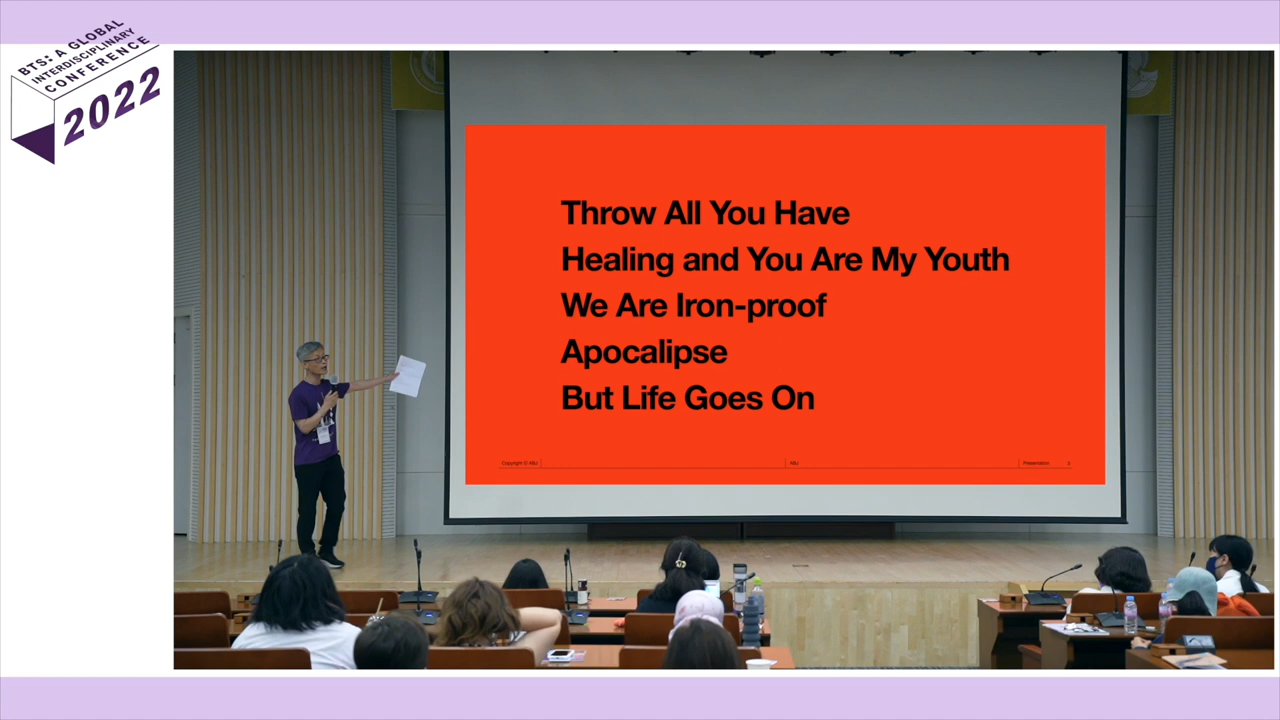 BTS: A GLOBAL
INTERDISCIPLINARY
CONFERENCE
2022
Throw All You Have
Healing and You Are My Youth
We Are Iron-proof
Apocalipse
But Life Goes On
Presentation